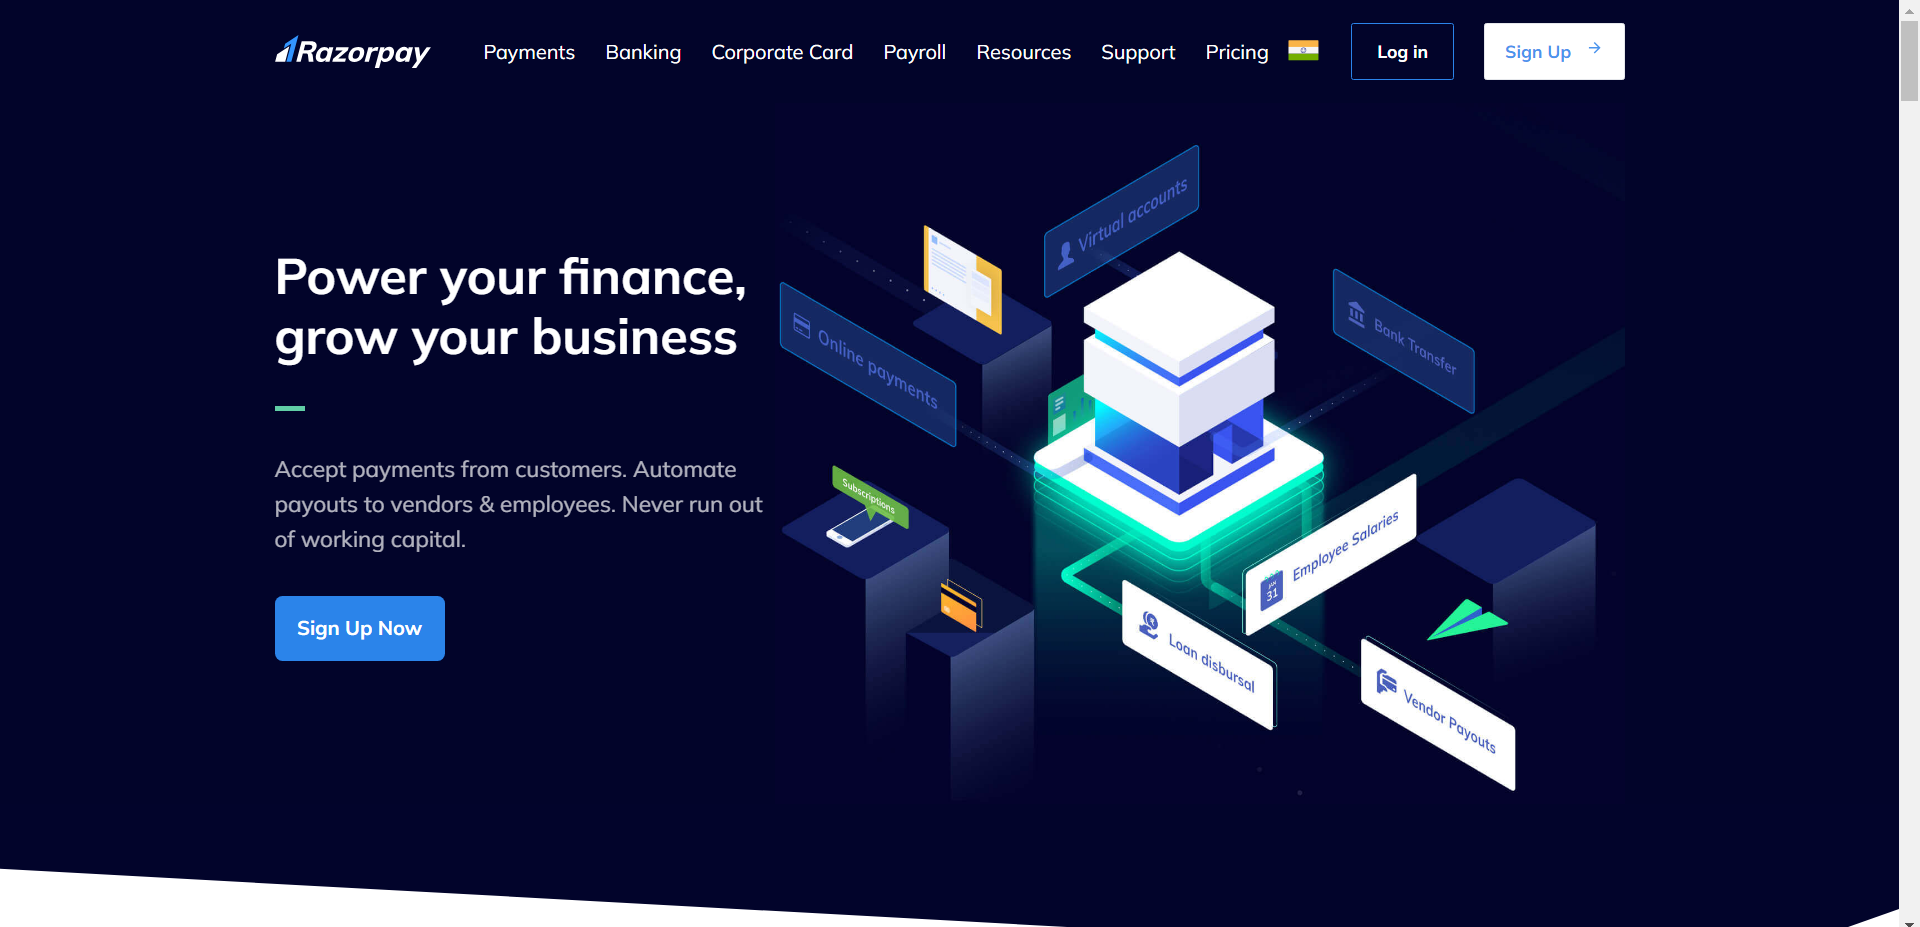 Razorpay
Payments
Banking
Corporate Card
Payroll
Resources
Support
Pricing
Log in
Sign Up
Power your finance,
grow your business
Accept payments from customers. Automate
payouts to vendors & employees. Never run out
of working capital.
Sign Up Now
Virtual accounts
Bank Transfer
Online payments
Subscriptions
Employee Salaries
JAN
31
Loan disbursal
Vendor Payouts